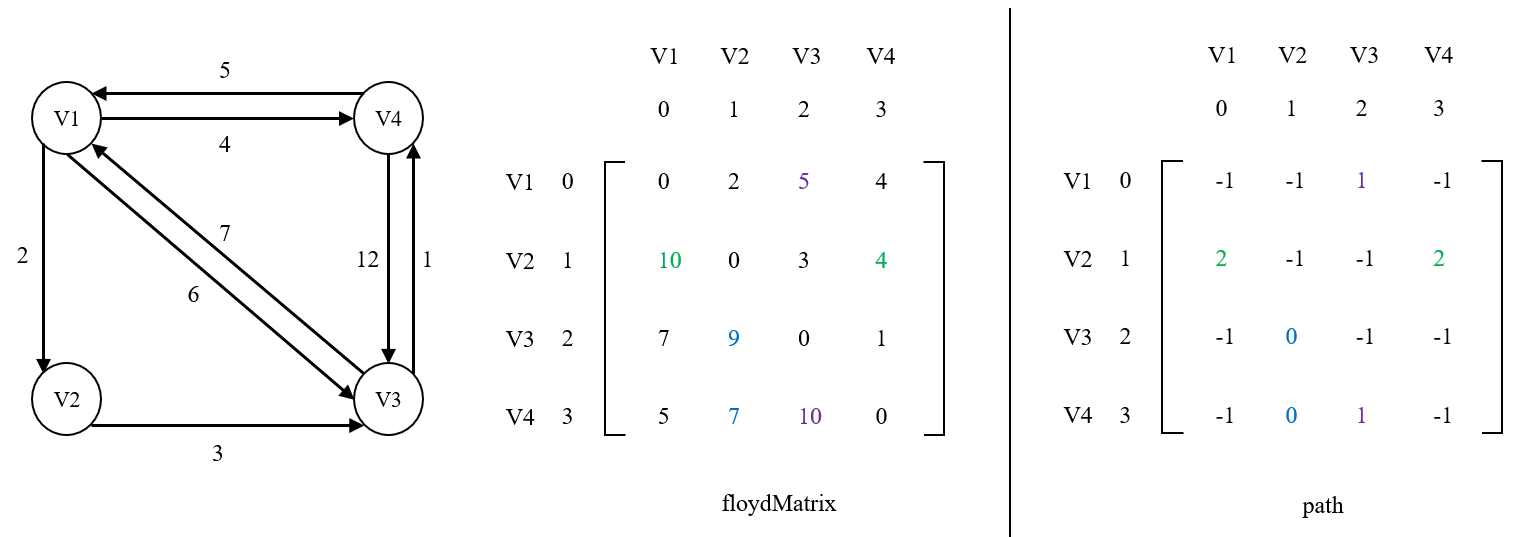 5
V1
V4
4
7
2
12
1
6
V2
V3
3
V1 V2 V3 V4
0 1 2 3
V1 0 0 2 5 4
V2 1 10 0 3 4
V3 2 7 9 0 1
V4 3 5 7 10 0
floydMatrix
V1 V2 V3 V4
0 1 2 3
V1 0 -1 -1 1 -1
V2 1 2 -1 -1 2
V3 2 -1 0 -1 -1
V4 3 -1 0 1 -1
path